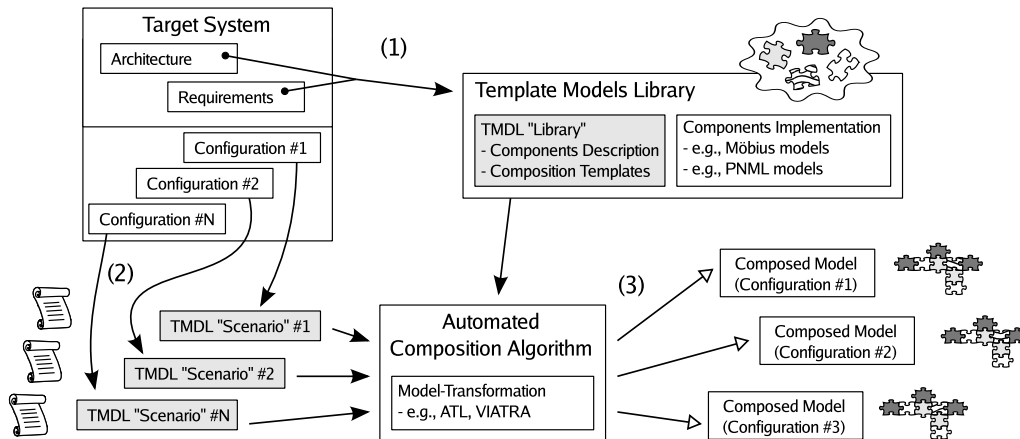 Target System
Architecture
Requirements
(1)
Configuration #1
Configuration #2
Configuration #N
Template Models Library
TMDL "Library"
- Components Description
- Composition Templates
Components Implementation
- e.g., Möbius models
- e.g., PNML models
(2)
TMDL "Scenario" #1
TMDL "Scenario" #2
TMDL "Scenario" #N
Automated
Composition Algorithm
Model-Transformation
- e.g., ATL, VIATRA
(3)
Composed Model
(Configuration #1)
Composed Model
(Configuration #2)
Composed Model
(Configuration #3)